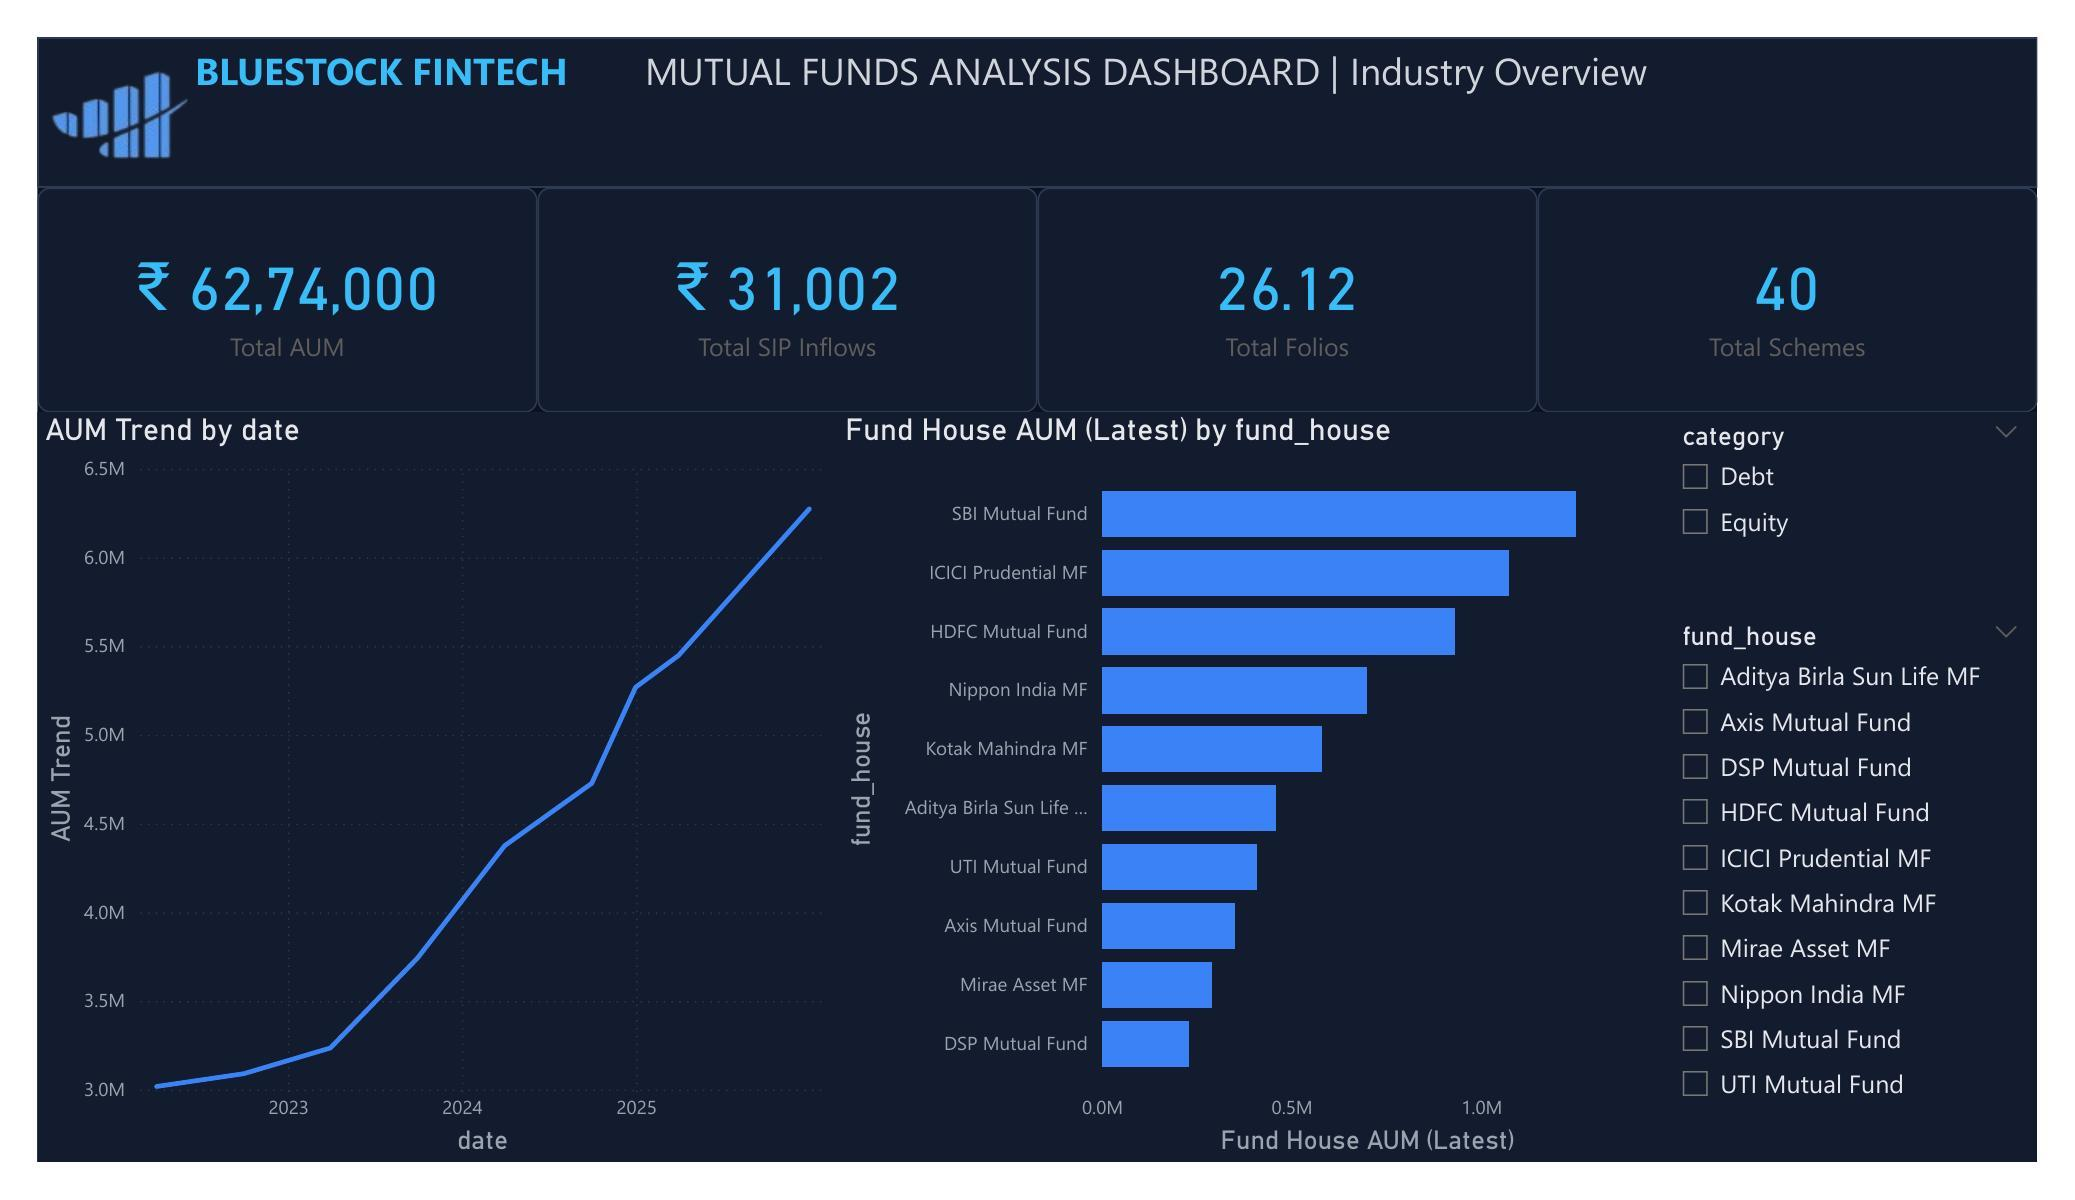 BLUESTOCK FINTECH
MUTUAL FUNDS ANALYSIS DASHBOARD | Industry Overview
₹ 62,74,000
Total AUM
₹ 31,002
Total SIP Inflows
26.12
Total Folios
40
Total Schemes
AUM Trend by date
AUM Trend
6.5M
6.0M
5.5M
5.0M
4.5M
4.0M
3.5M
3.0M
2023
2024
2025
date
Fund House AUM (Latest) by fund_house
fund_house
SBI Mutual Fund
ICICI Prudential MF
HDFC Mutual Fund
Nippon India MF
Kotak Mahindra MF
Aditya Birla Sun Life ...
UTI Mutual Fund
Axis Mutual Fund
Mirae Asset MF
DSP Mutual Fund
0.0M
0.5M
1.0M
Fund House AUM (Latest)
category
Debt
Equity
fund_house
Aditya Birla Sun Life MF
Axis Mutual Fund
DSP Mutual Fund
HDFC Mutual Fund
ICICI Prudential MF
Kotak Mahindra MF
Mirae Asset MF
Nippon India MF
SBI Mutual Fund
UTI Mutual Fund